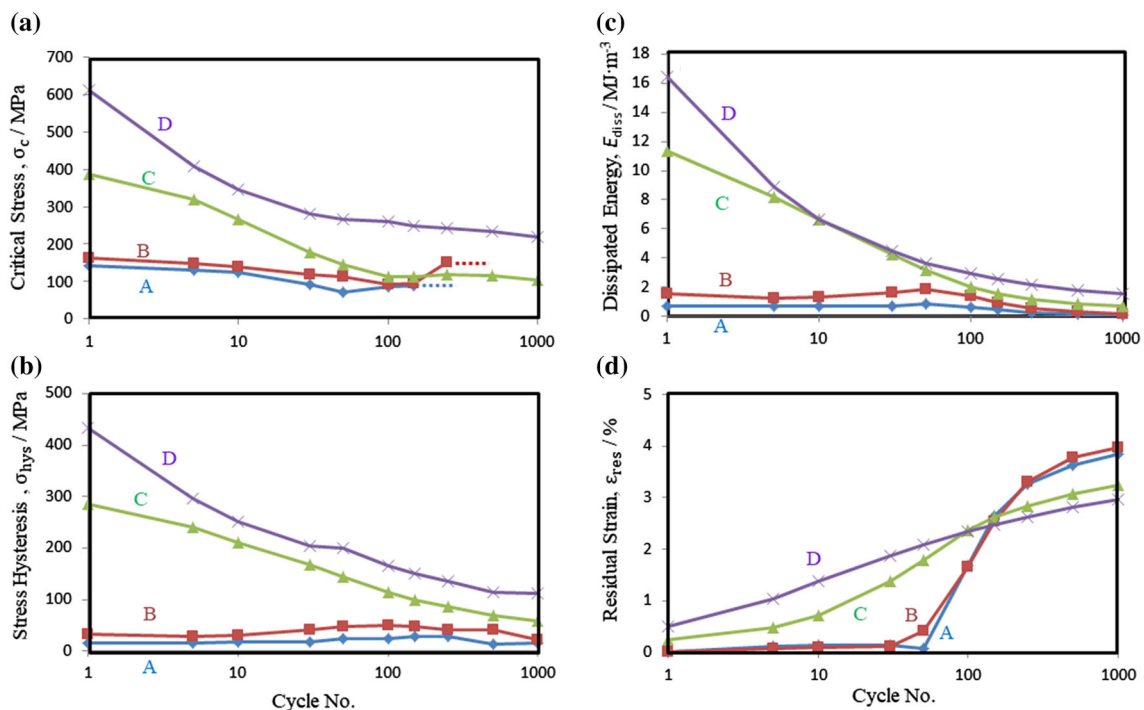 (a)
Critical Stress , σc / MPa
700
600
500
400
300
200
100
0
D
C
B
A
1 10 100 1000
(b)
Stress Hysteresis , σhys / MPa
500
400
300
200
100
0
D
C
B
A
1 10 100 1000
Cycle No.
(c)
Dissipated Energy, Ediss / MJ·m-3
18
16
14
12
10
8
6
4
2
0
D
C
B
A
1 10 100 1000
(d)
Residual Strain, εres / %
5
4
3
2
1
0
D
C
B
A
1 10 100 1000
Cycle No.